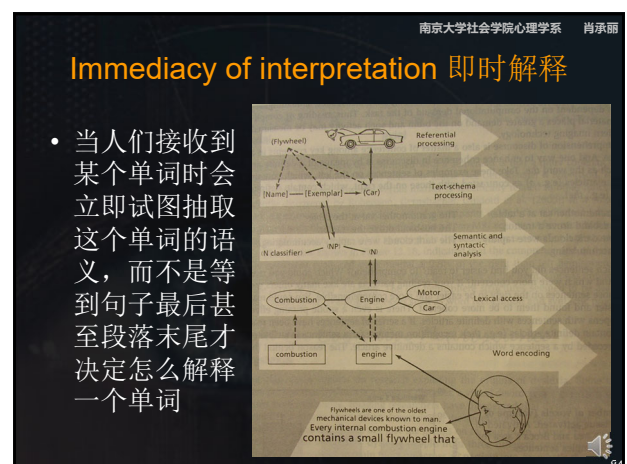 南京大学社会学院心理学系 肖承丽
Immediacy of interpretation 即时解释
• 当人们接收到
某个单词时会
立即试图抽取
这个单词的语
义，而不是等
到句子最后甚
至段落末尾才
决定怎么解释
一个单词
(Flywheel)
Referential
processing
[Name] [Exemplar] (Car)
Text-schema
processing
(N classifier) (NP) (N)
Semantic and
syntactic
analysis
Combustion Engine Motor
Car
Lexical access
combustion engine
Word encoding
Flywheels are one of the oldest
mechanical devices known to man.
Every internal combustion engine
contains a small flywheel that